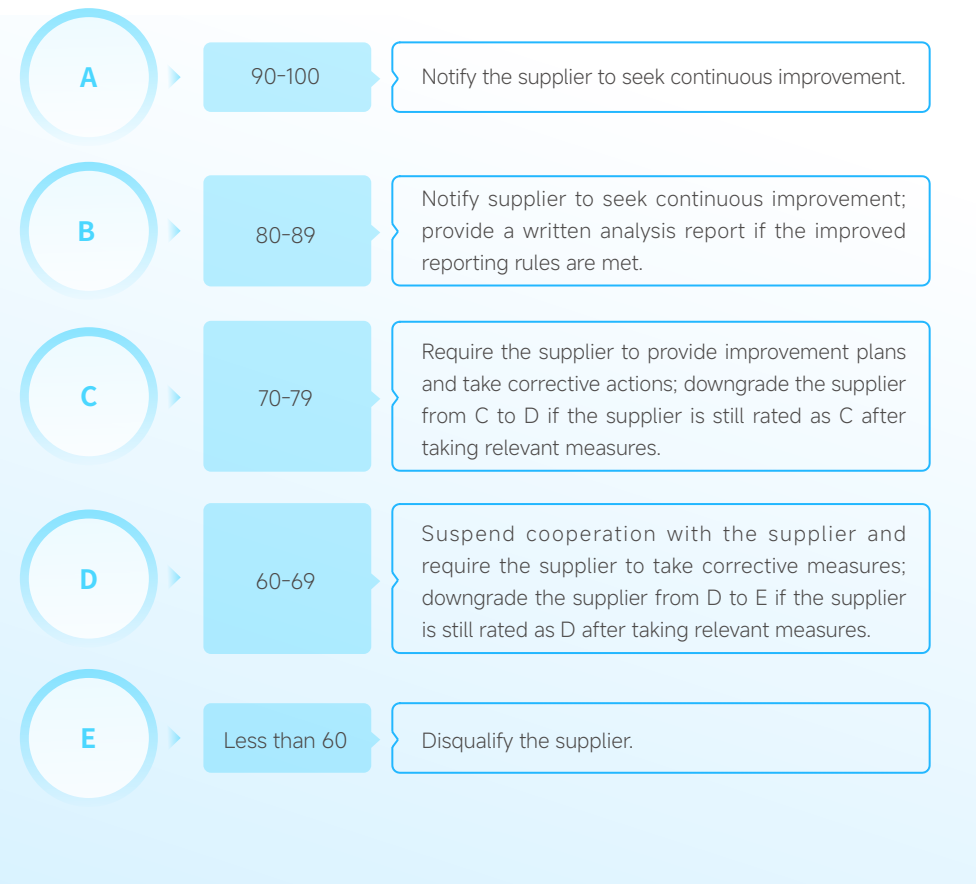 A
90-100
Notify the supplier to seek continuous improvement.
B
80-89
Notify supplier to seek continuous improvement;
provide a written analysis report if the improved
reporting rules are met.
C
70-79
Require the supplier to provide improvement plans
and take corrective actions; downgrade the supplier
from C to D if the supplier is still rated as C after
taking relevant measures.
D
60-69
Suspend cooperation with the supplier and
require the supplier to take corrective measures;
downgrade the supplier from D to E if the supplier
is still rated as D after taking relevant measures.
E
Less than 60
Disqualify the supplier.